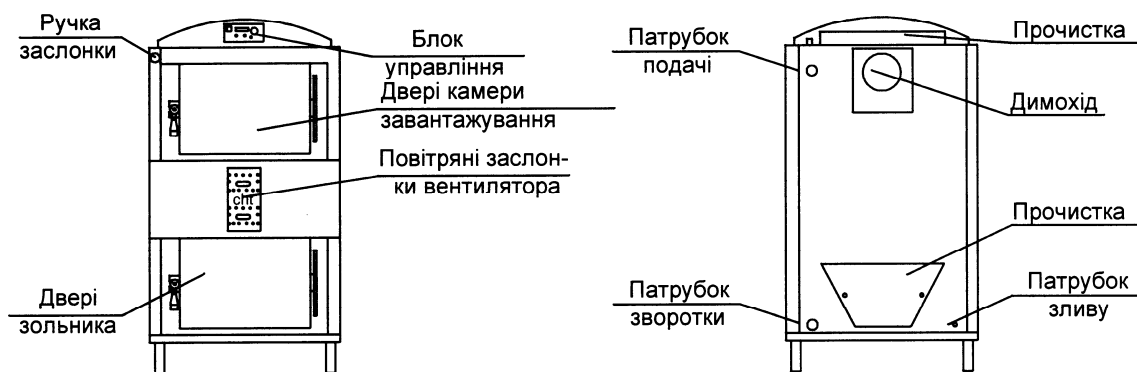 Ручка
заслонки
Блок
управління
Двері камери
завантажування
Повітряні заслон-
ки вентилятора
cht
Двері
зольника
Патрубок
подачі
Прочистка
Димохід
Прочистка
Патрубок
зворотки
Патрубок
зливу